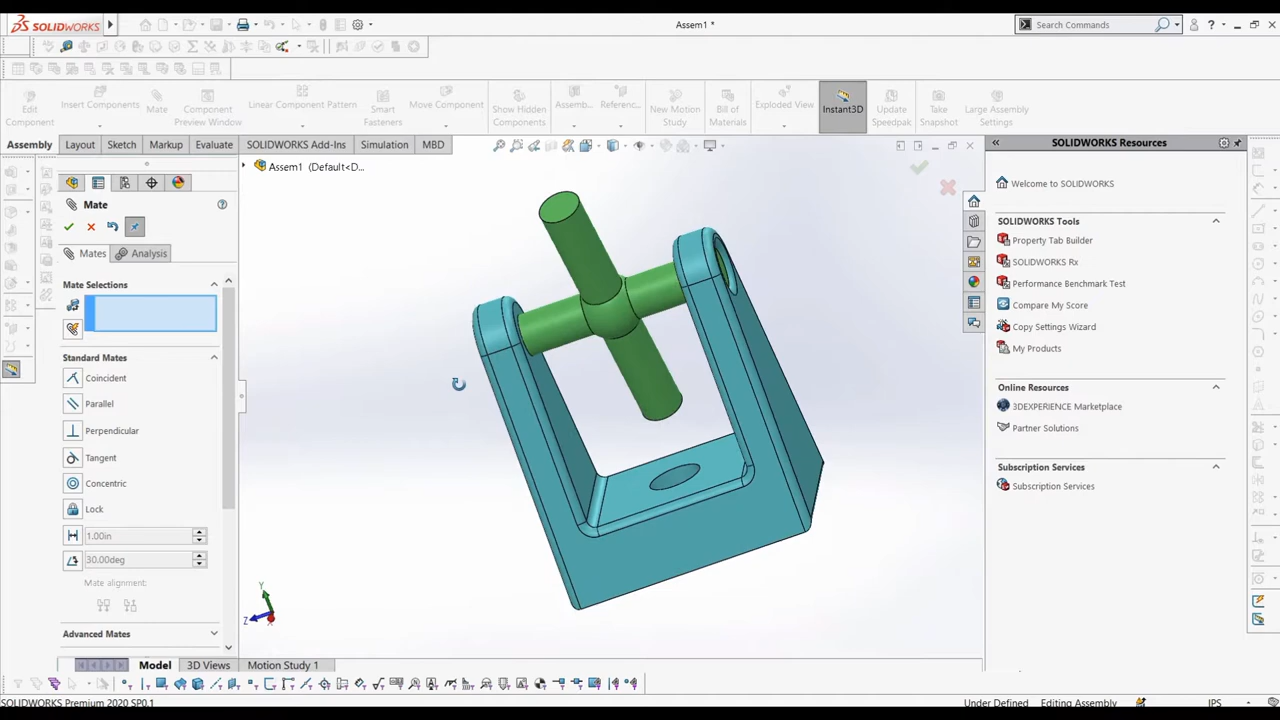 SOLIDWORKS
Assem1 *
Search Commands
Edit Component
Insert Components
Mate
Component Preview Window
Linear Component Pattern
Smart Fasteners
Move Component
Show Hidden Components
Assemb...
Referenc...
New Motion Study
Bill of Materials
Exploded View
Instant3D
Update Speedpak
Take Snapshot
Large Assembly Settings
Assembly
Layout
Sketch
Markup
Evaluate
SOLIDWORKS Add-Ins
Simulation
MBD
SOLIDWORKS Resources
Assem1 (Default<D...
Welcome to SOLIDWORKS
Mate
SOLIDWORKS Tools
Property Tab Builder
Mates
Analysis
SOLIDWORKS Rx
Mate Selections
Performance Benchmark Test
Compare My Score
Copy Settings Wizard
Standard Mates
My Products
Coincident
Online Resources
Parallel
3DEXPERIENCE Marketplace
Perpendicular
Partner Solutions
Tangent
Subscription Services
Concentric
Subscription Services
Lock
1.00in
30.00deg
Mate alignment:
Advanced Mates
Y
Z
X
Model
3D Views
Motion Study 1
SOLIDWORKS Premium 2020 SP0.1
Under Defined
Editing Assembly
IPS